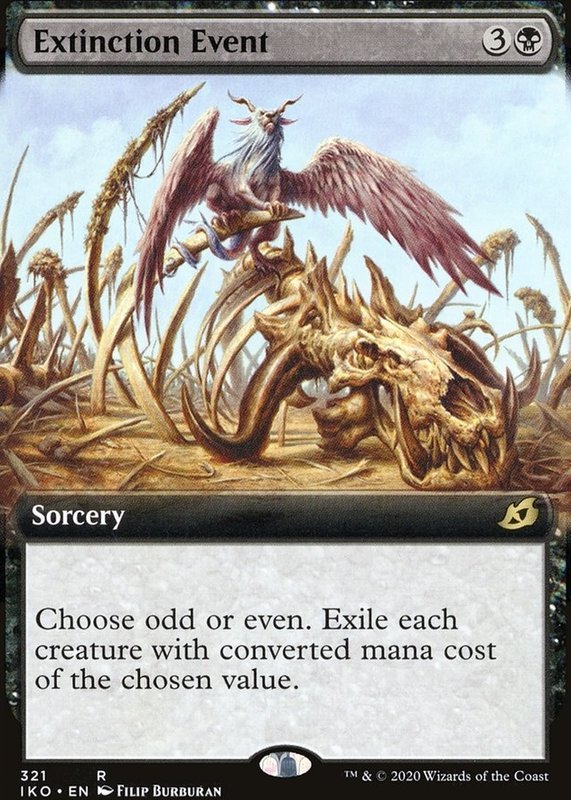 Extinction Event 3
Sorcery
Choose odd or even. Exile each
creature with converted mana cost
of the chosen value.
321 R
IKO • EN Filip Burburan
™ & © 2020 Wizards of the Coast